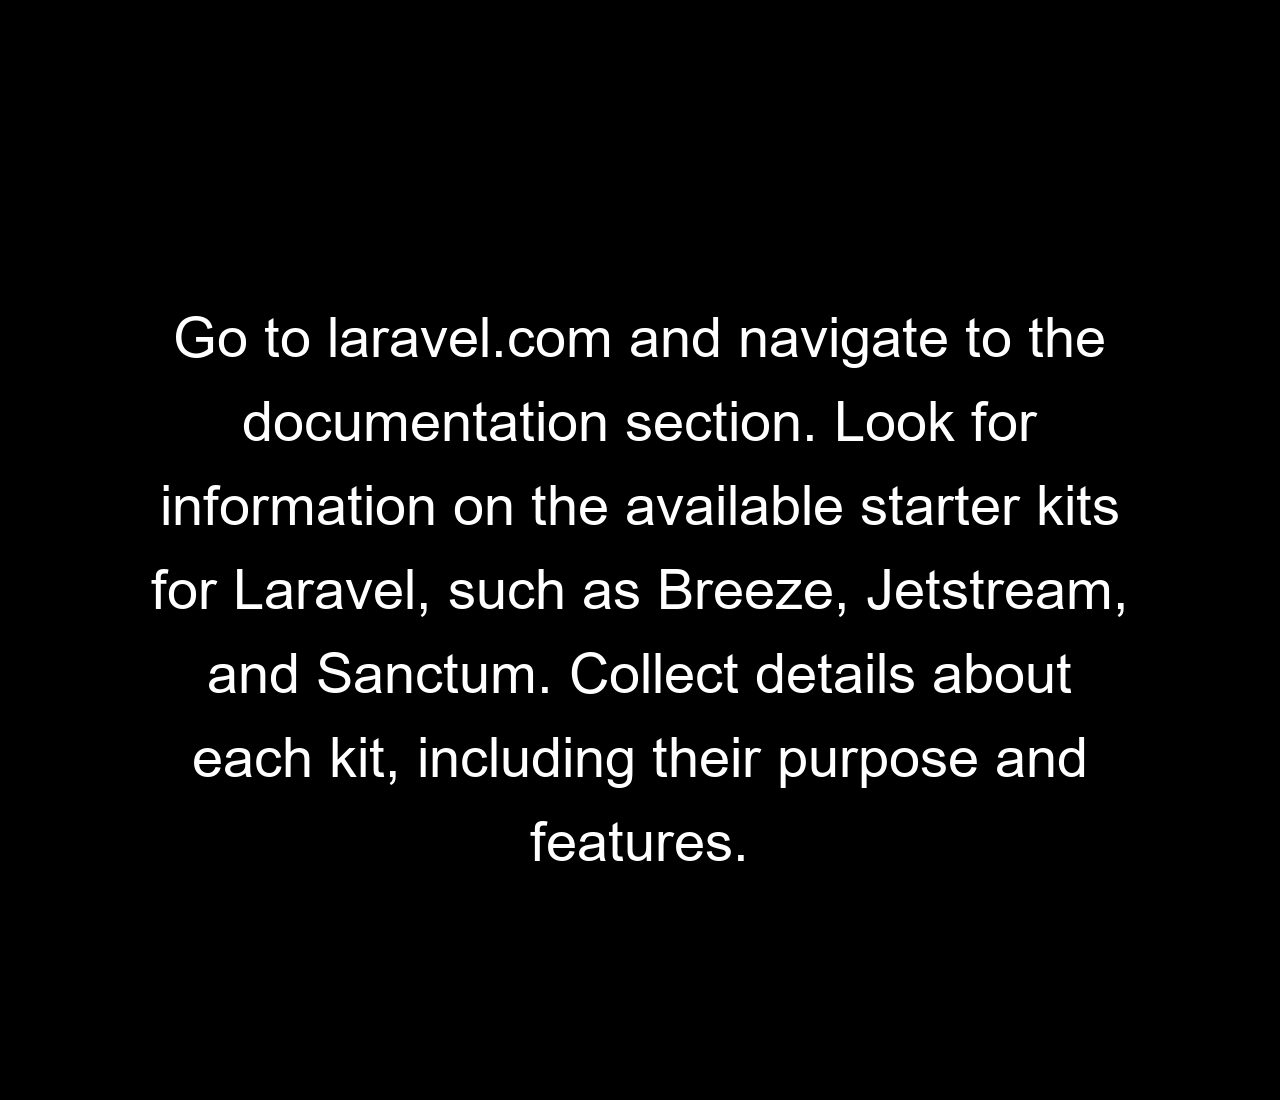 Go to laravel.com and navigate to the
documentation section. Look for
information on the available starter kits
for Laravel, such as Breeze, Jetstream,
and Sanctum. Collect details about
each kit, including their purpose and
features.